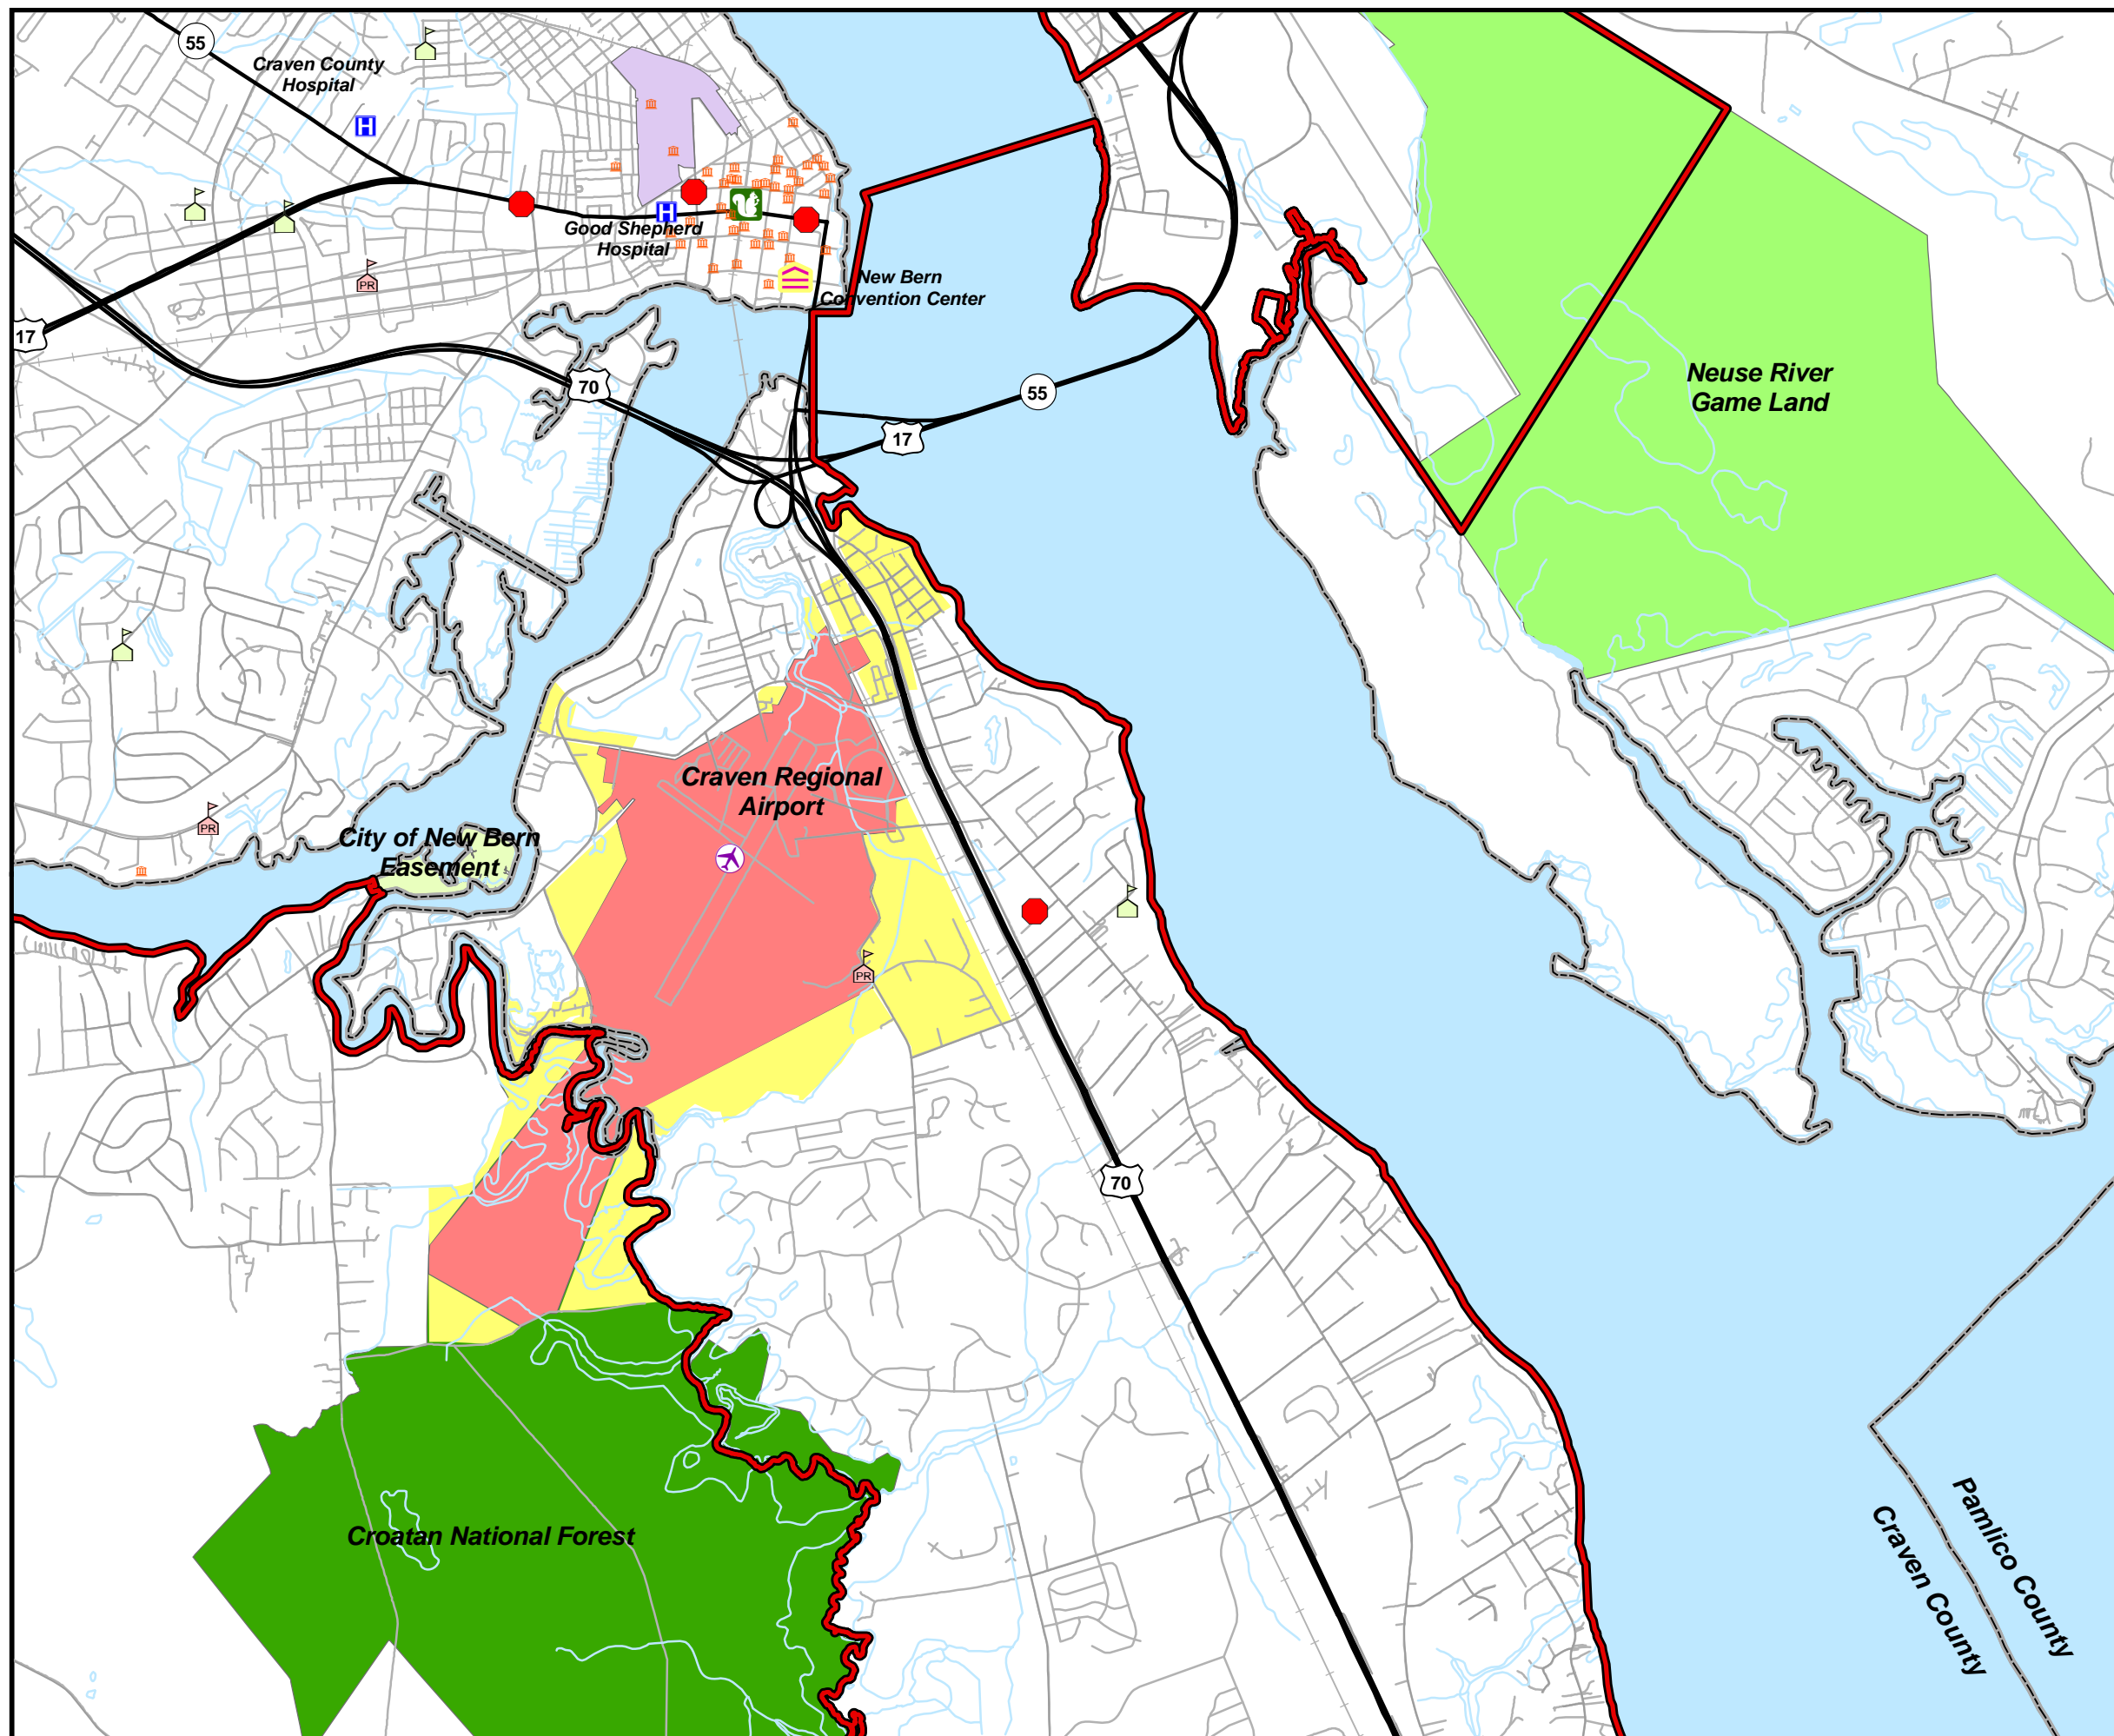 55
Craven County
Hospital
H
H
Good Shepherd
Hospital
PR
New Bern
Convention Center
17
70
55
17
Neuse River
Game Land
Craven Regional
Airport
PR
City of New Bern
Easement
PR
70
Croatan National Forest
Pamlico County
Craven County